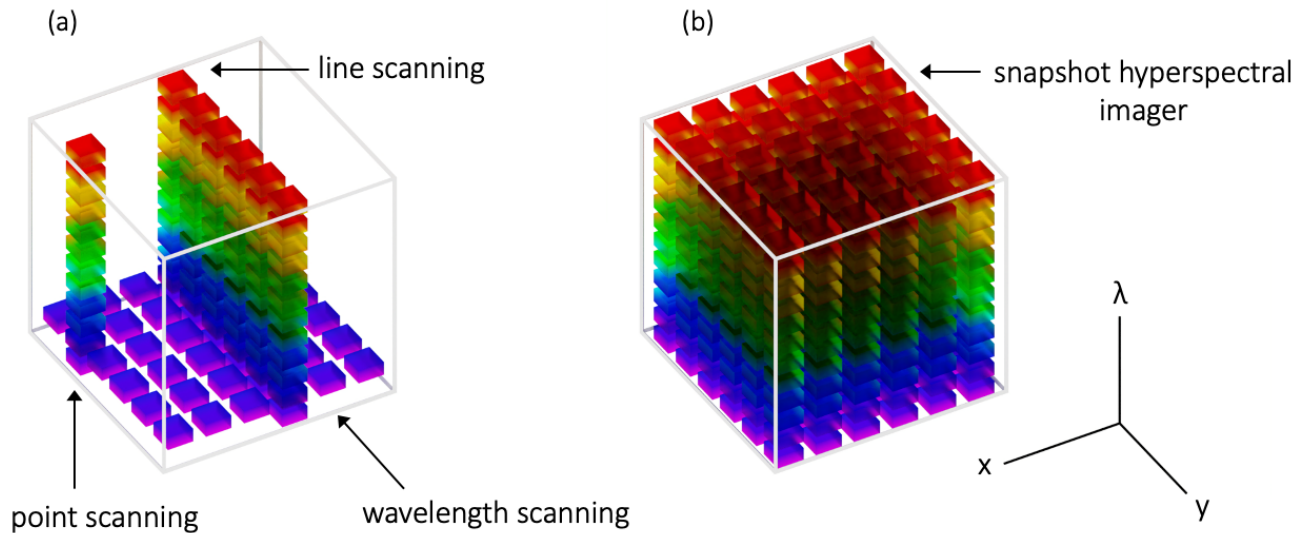 (a)
(b)
line scanning
snapshot hyperspectral
imager
λ
x
y
point scanning
wavelength scanning